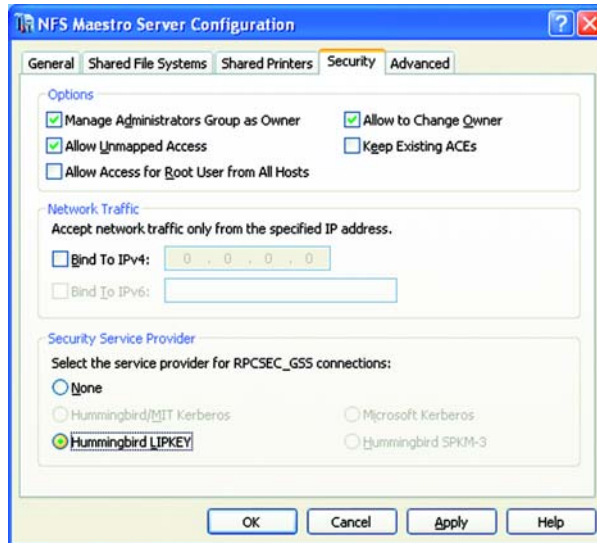 NFS Maestro Server Configuration
General Shared File Systems Shared Printers Security Advanced
Options
Manage Administrators Group as Owner Allow to Change Owner
Allow Unmapped Access Keep Existing ACEs
Allow Access for Root User from All Hosts
Network Traffic
Accept network traffic only from the specified IP address.
Bind To IPv4: 0 . 0 . 0 . 0
Bind To IPv6:
Security Service Provider
Select the service provider for RPCSEC_GSS connections:
None
Hummingbird/MIT Kerberos Microsoft Kerberos
Hummingbird LIPKEY Hummingbird SPKM-3
OK Cancel Apply Help